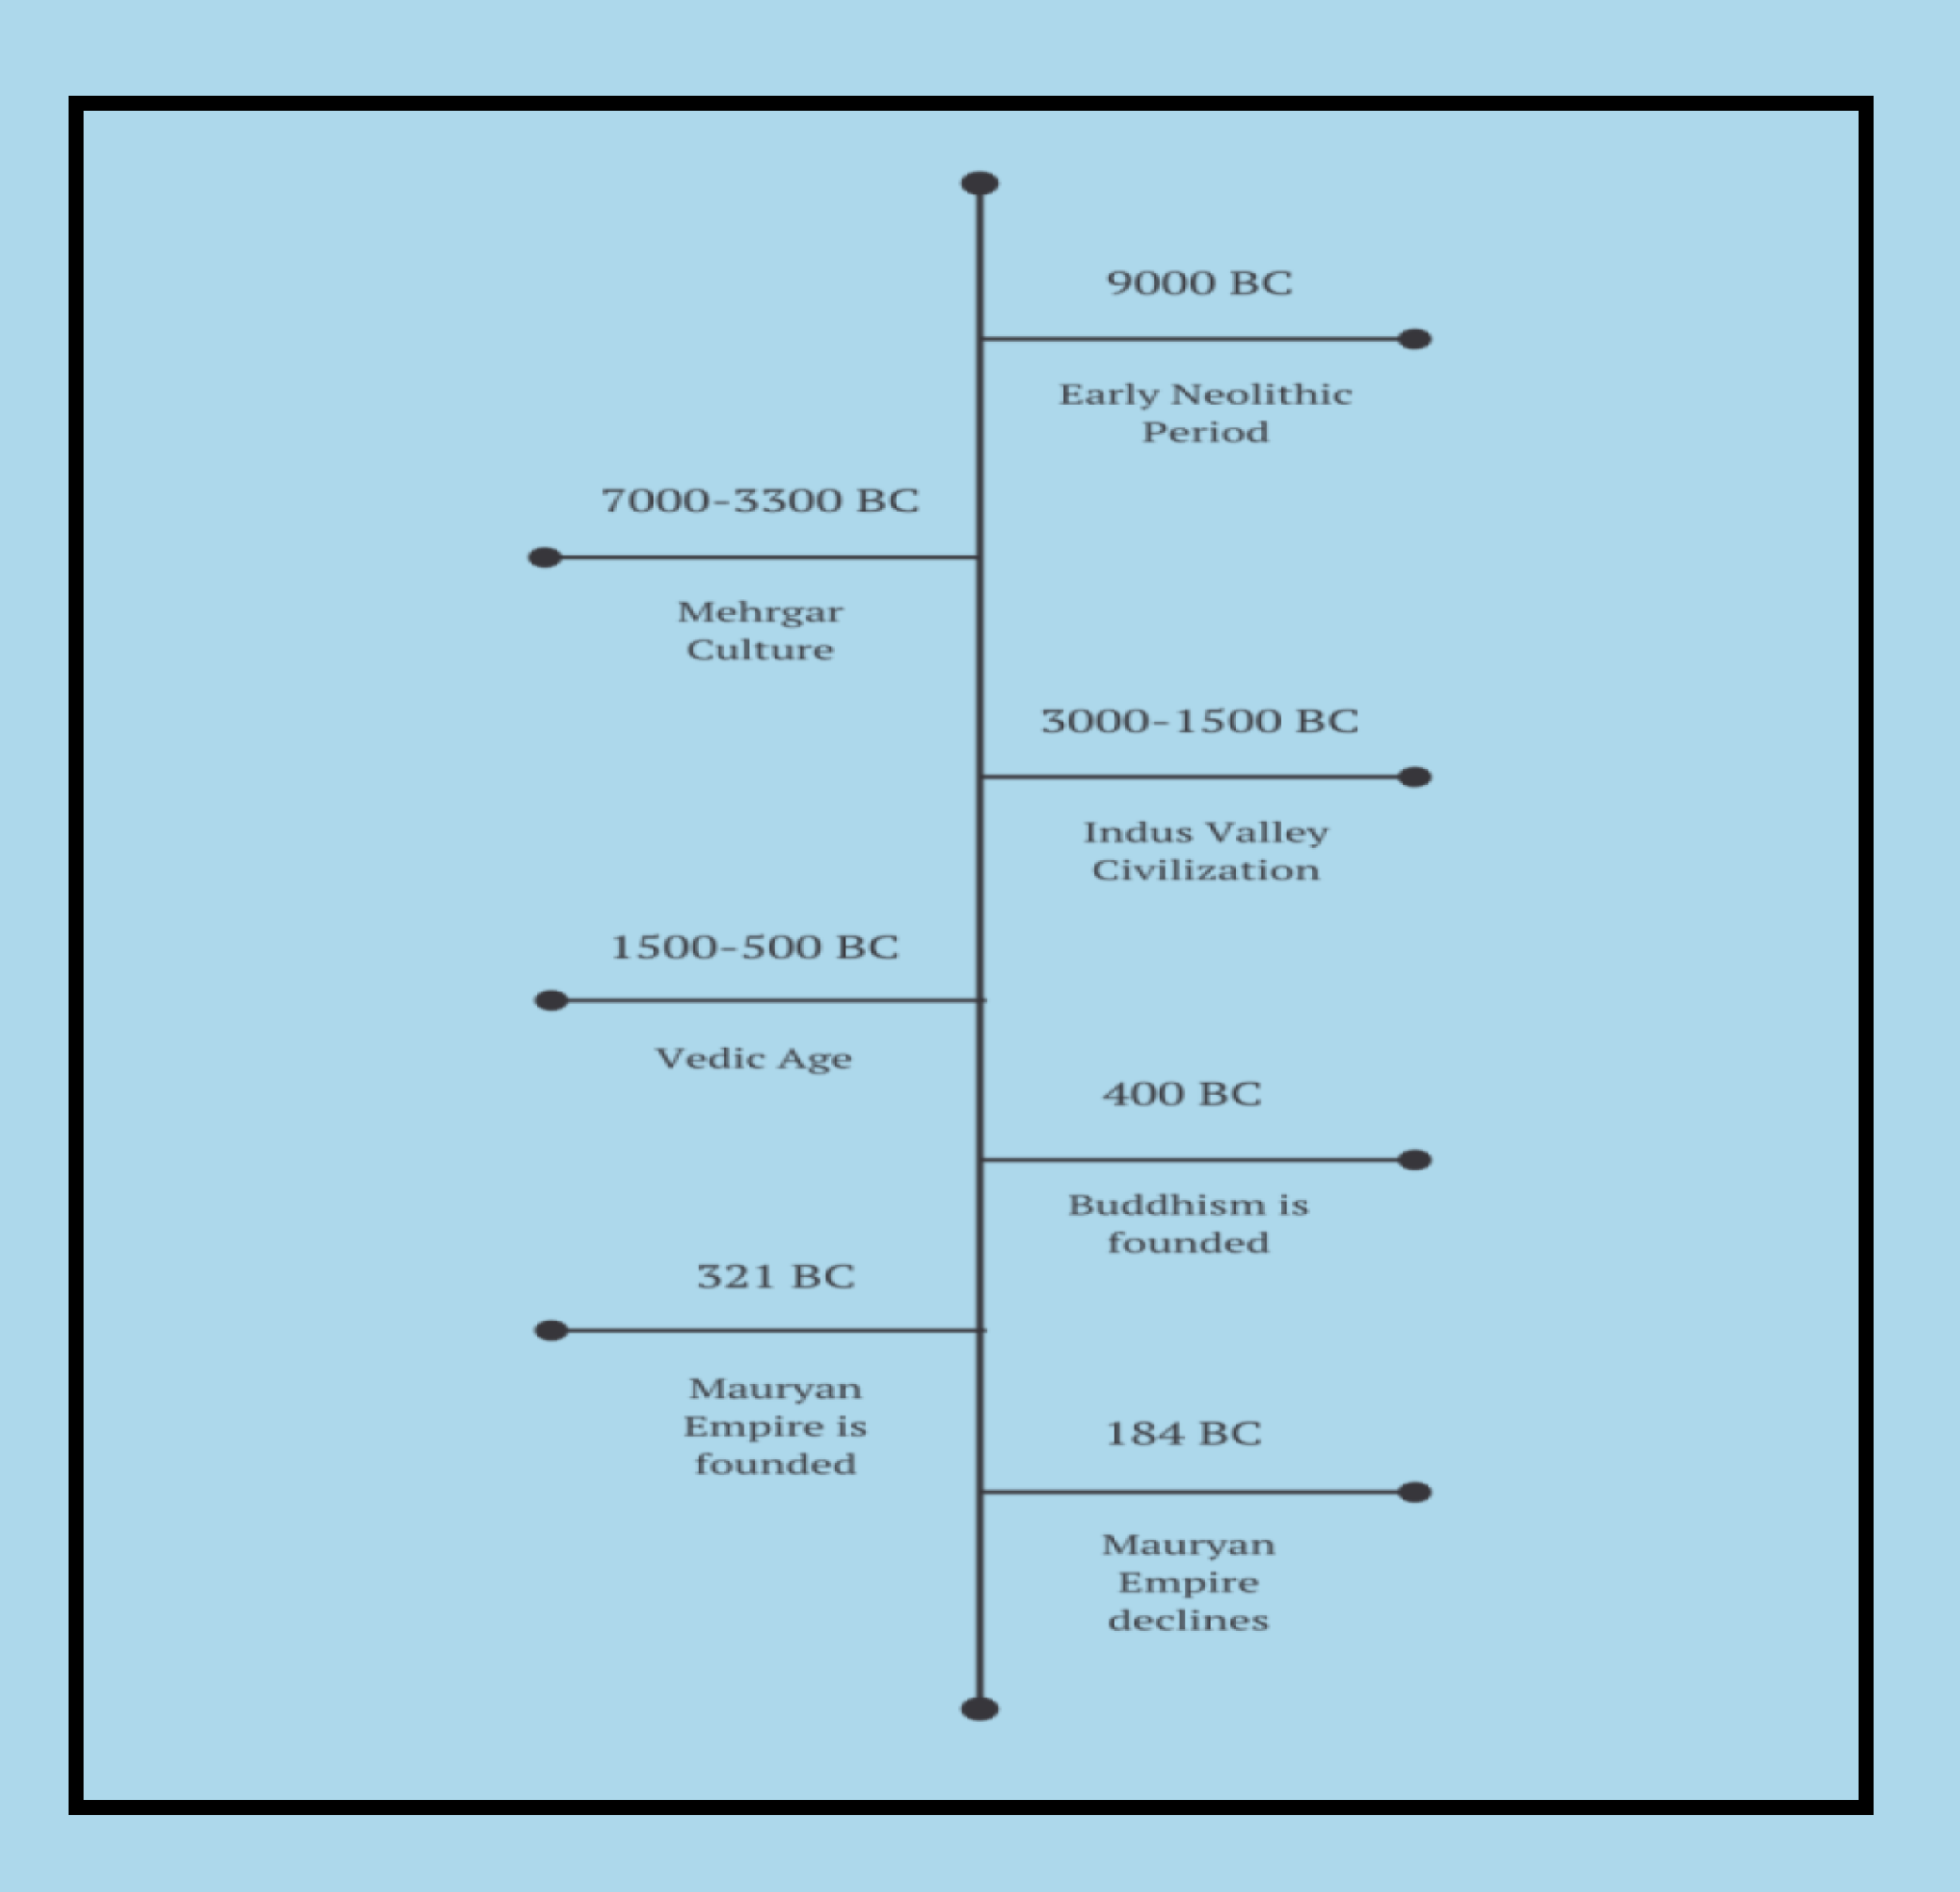 9000 BC
Early Neolithic
Period
7000-3300 BC
Mehrgar
Culture
3000-1500 BC
Indus Valley
Civilization
1500-500 BC
Vedic Age
400 BC
Buddhism is
founded
321 BC
Mauryan
Empire is
founded
184 BC
Mauryan
Empire
declines